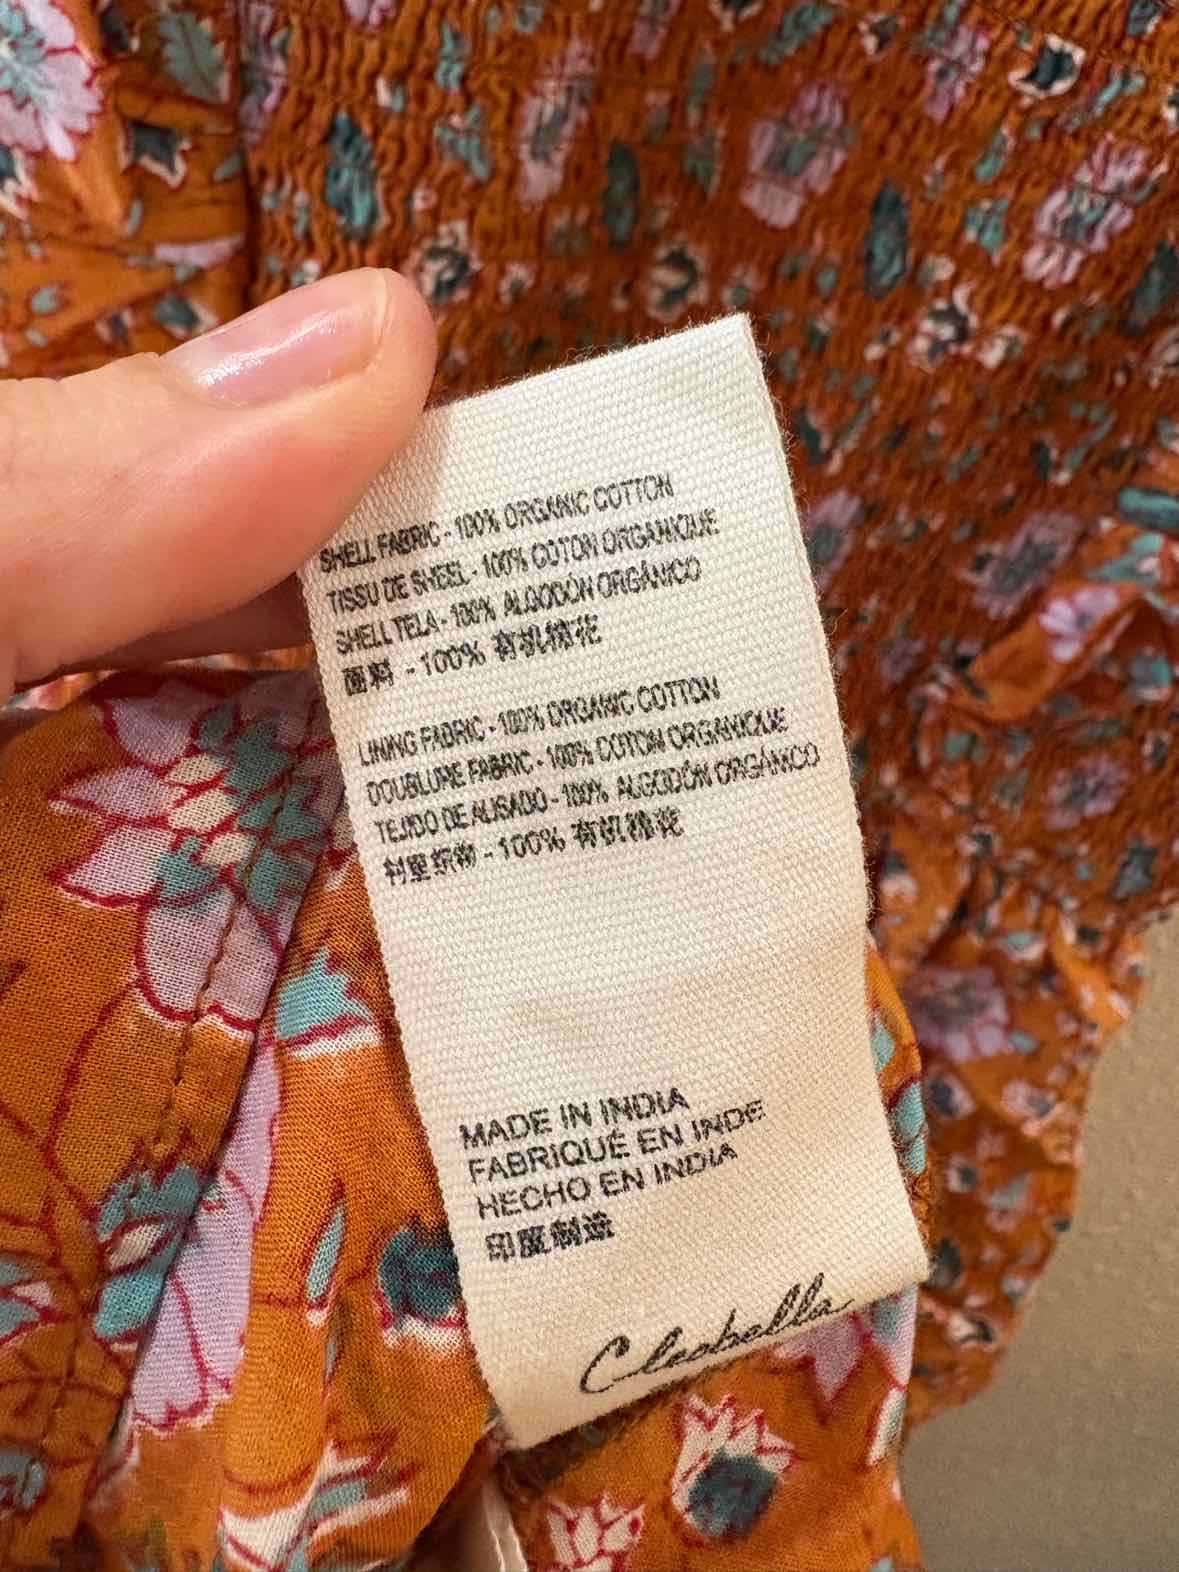 SHELL FABRIC - 100% ORGANIC COTTON
TISSU DE SHEEL - 100% COTON ORGANIQUE
SHELL TELA - 100% ALGODÓN ORGÁNICO
面料 - 100% 有机棉花
LINING FABRIC - 100% ORGANIC COTTON
DOUBLURE FABRIC - 100% COTON ORGANIQUE
TEJIDO DE ALISADO - 100% ALGODÓN ORGÁNICO
衬里织物 - 100% 有机棉花
MADE IN INDIA
FABRIQUÉ EN INDE
HECHO EN INDIA
印度制造
Cleobella